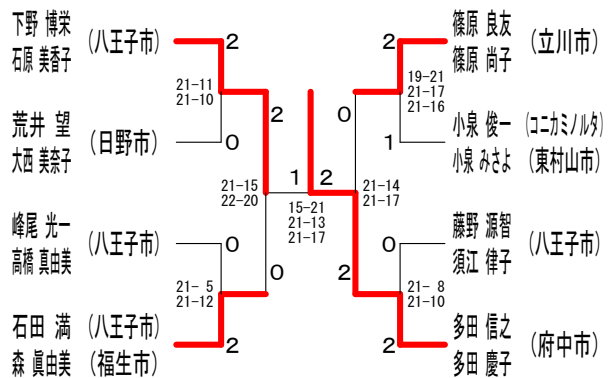 下野 博栄
石原 美香子
(八王子市)
2
21-11
21-10
荒井 望
大西 美奈子
(日野市)
0
2
21-15
22-20
峰尾 光一
高橋 真由美
(八王子市)
0
0
21- 5
21-12
石田 満
(八王子市)
森 眞由美
(福生市)
2
1
2
15-21
21-13
21-17
2
篠原 良友
篠原 尚子
(立川市)
19-21
21-17
21-16
0
1
小泉 俊一
(コニカミノルタ)
小泉 みさよ
(東村山市)
21-14
21-17
0
藤野 源智
須江 律子
(八王子市)
2
21- 8
21-10
2
多田 信之
多田 慶子
(府中市)